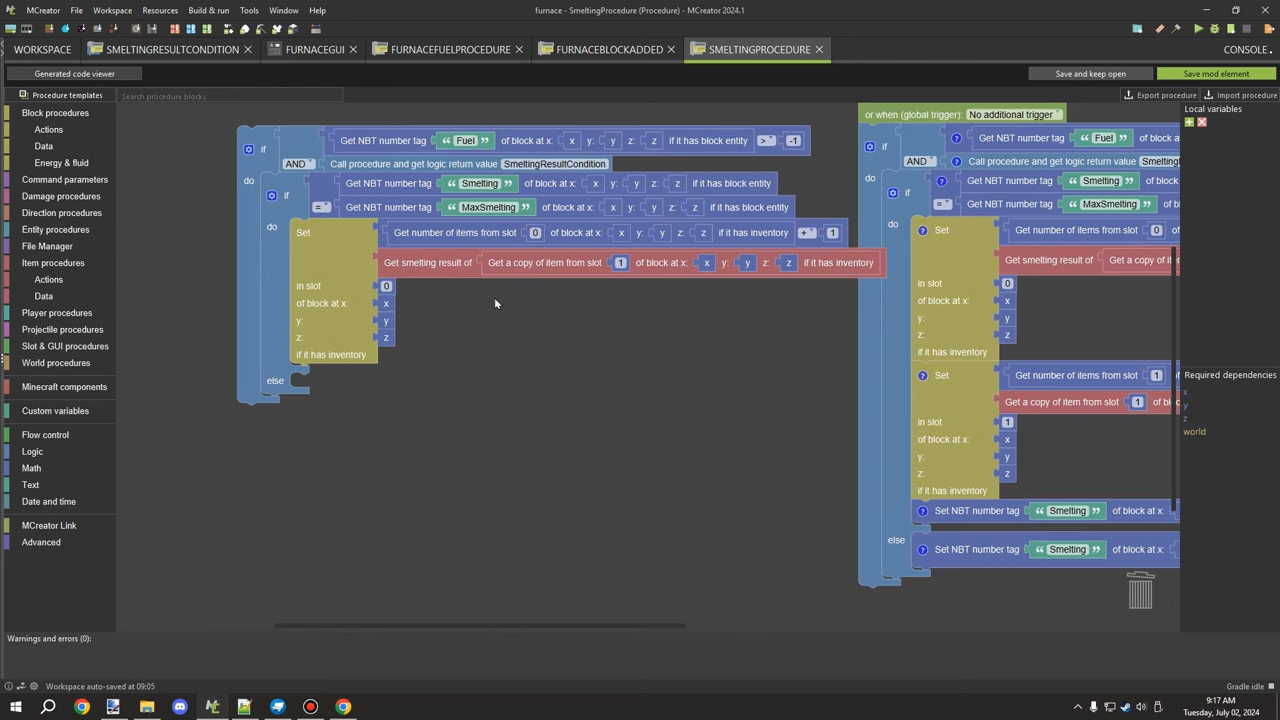 MCreator File Workspace Resources Build & Run Tools Window Help furnace - SmeltingProcedure (Procedure) - MCreator 2024.1
WORKSPACE SMELTINGRESULTCONDITION FURNACEGUI FURNACEFUELPROCEDURE FURNACEBLOCKADDED SMELTINGPROCEDURE CONSOLE
Generated code viewer Save and keep open Save mod element
Procedure templates Search procedure blocks Export procedure Import procedure
Block procedures
Actions
Data
Energy & fluid
Command parameters
Damage procedures
Direction procedures
Entity procedures
File Manager
Item procedures
Actions
Data
Player procedures
Projectile procedures
Slot & GUI procedures
World procedures
Minecraft components
Custom variables
Flow control
Logic
Math
Text
Date and time
MCreator Link
Advanced
if Get NBT number tag “ Fuel ” of block at x: x y: y z: z if it has block entity > -1
AND Call procedure and get logic return value SmeltingResultCondition
do if Get NBT number tag “ Smelting ” of block at x: x y: y z: z if it has block entity
= Get NBT number tag “ MaxSmelting ” of block at x: x y: y z: z if it has block entity
do Set Get number of items from slot 0 of block at x: x y: y z: z if it has inventory + 1
Get smelting result of Get a copy of item from slot 1 of block at x: x y: y z: z if it has inventory
in slot 0
of block at x: x
y: y
z: z
if it has inventory
else
or when (global trigger): No additional trigger
if ? Get NBT number tag “ Fuel ” of block a
AND ? Call procedure and get logic return value Smelting
do if ? Get NBT number tag “ Smelting ” of block at x:
= Get NBT number tag “ MaxSmelting ” of block
do ? Set Get number of items from slot 0 of
Get smelting result of Get a copy of ite
in slot 0
of block at x: x
y: y
z: z
if it has inventory
? Set Get number of items from slot 1 of
Get a copy of item from slot 1 of bloc
in slot 1
of block at x: x
y: y
z: z
if it has inventory
? Set NBT number tag “ Smelting ” of block at x:
else ? Set NBT number tag “ Smelting ” of block at x:
Local variables
Required dependencies
x
y
z
world
Warnings and errors (0):
Workspace auto-saved at 09:05 Gradle idle
9:17 AM
Tuesday, July 02, 2024